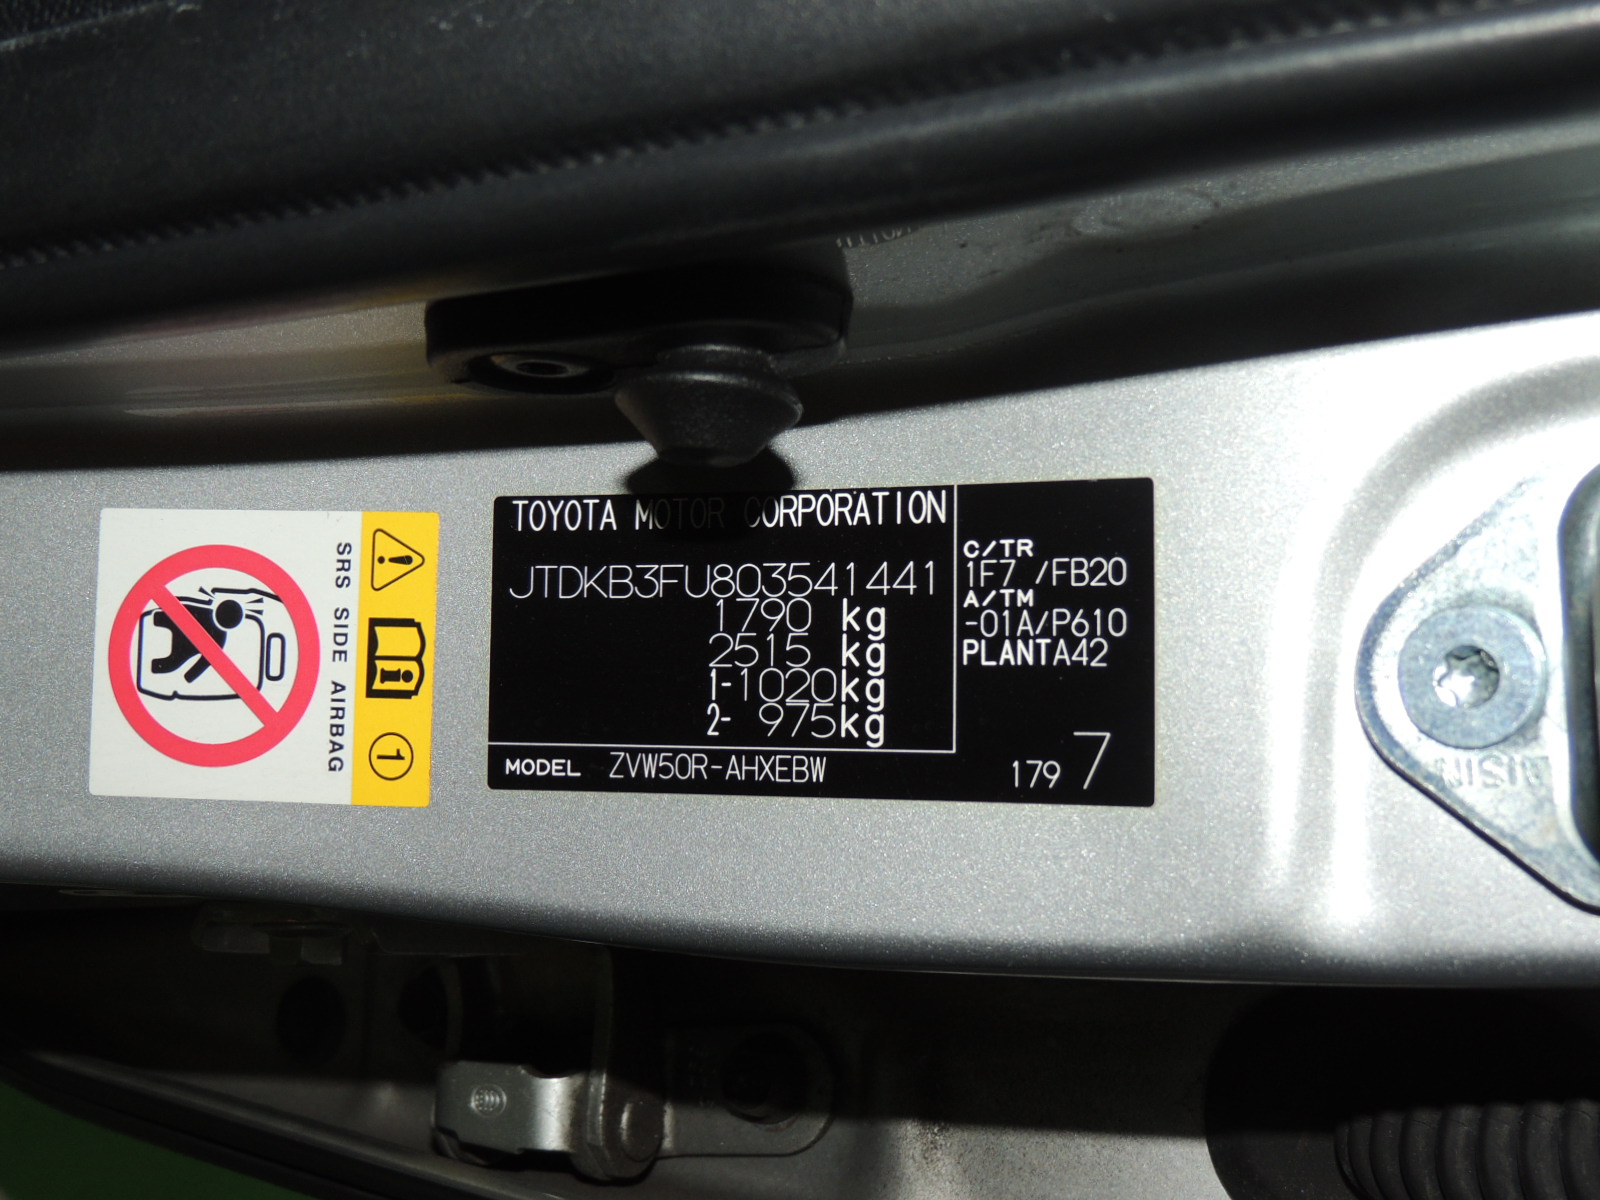 TOYOTA MOTOR CORPORATION
JTDKB3FU803541441
1790 kg
2515 kg
1-1020kg
2- 975kg
MODEL ZVW50R-AHXEBW
C/TR
1F7 /FB20
A/TM
-01A/P610
PLANTA42
179 7
SRS SIDE AIRBAG
1